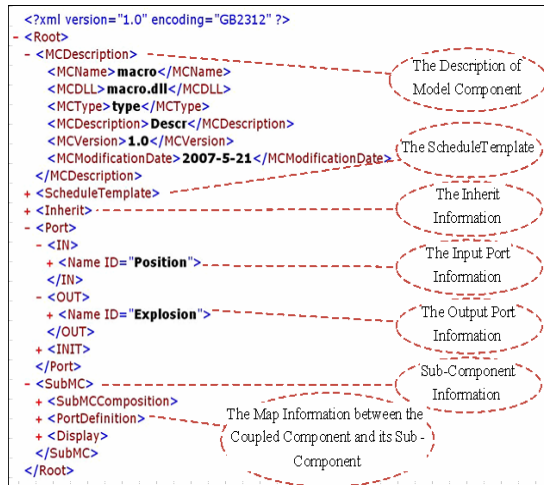 <?xml version="1.0" encoding="GB2312" ?>
- <Root>
- <MCDescription>
<MCName>macro</MCName>
<MCDLL>macro.dll</MCDLL>
<MCType>type</MCType>
<MCDescription>Descr</MCDescription>
<MCVersion>1.0</MCVersion>
<MCModificationDate>2007-5-21</MCModificationDate>
</MCDescription>
+ <ScheduleTemplate>
+ <Inherit>
- <Port>
- <IN>
+ <Name ID="Position">
</IN>
- <OUT>
+ <Name ID="Explosion">
</OUT>
+ <INIT>
</Port>
- <SubMC>
+ <SubMCComposition>
+ <PortDefinition>
+ <Display>
</SubMC>
</Root>
The Description of
Model Component
The ScheduleTemplate
The Inherit
Information
The Input Port
Information
The Output Port
Information
Sub-Component
Information
The Map Information between the
Coupled Component and its Sub -
Component